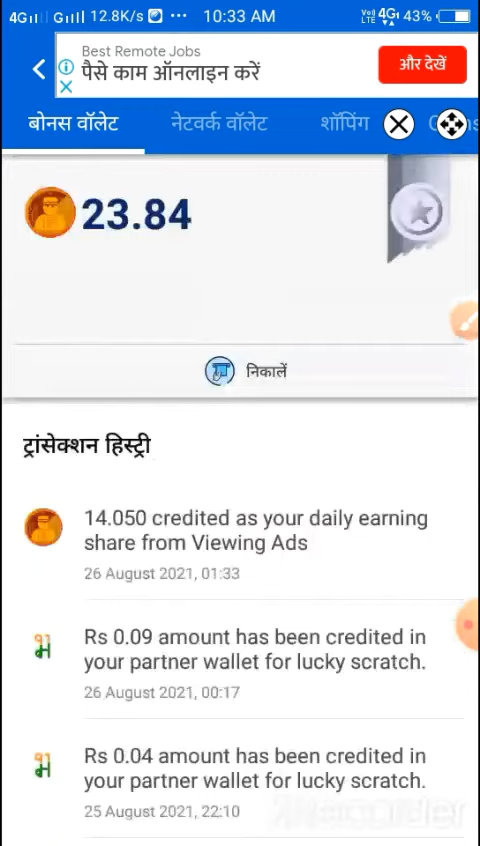 4G 12.8K/s ••• 10:33 AM VoI LTE 4G 43%
Best Remote Jobs
पैसे काम ऑनलाइन करें
और देखें
बोनस वॉलेट नेटवर्क वॉलेट शॉपिंग
23.84
निकालें
ट्रांसेक्शन हिस्ट्री
14.050 credited as your daily earning
share from Viewing Ads
26 August 2021, 01:33
Rs 0.09 amount has been credited in
your partner wallet for lucky scratch.
26 August 2021, 00:17
Rs 0.04 amount has been credited in
your partner wallet for lucky scratch.
25 August 2021, 22:10